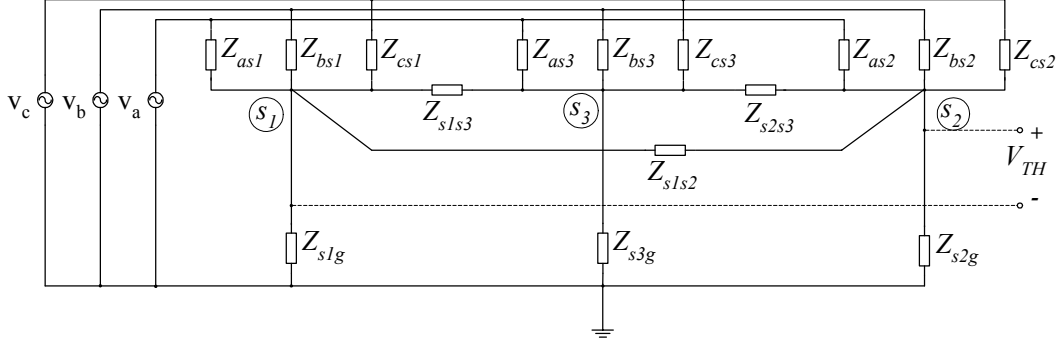 Z_as1 Z_bs1 Z_cs1 Z_as3 Z_bs3 Z_cs3 Z_as2 Z_bs2 Z_cs2
v_c v_b v_a
s_1 Z_s1s3 s_3 Z_s2s3 s_2
+
V_TH
Z_s1s2
-
Z_s1g Z_s3g Z_s2g